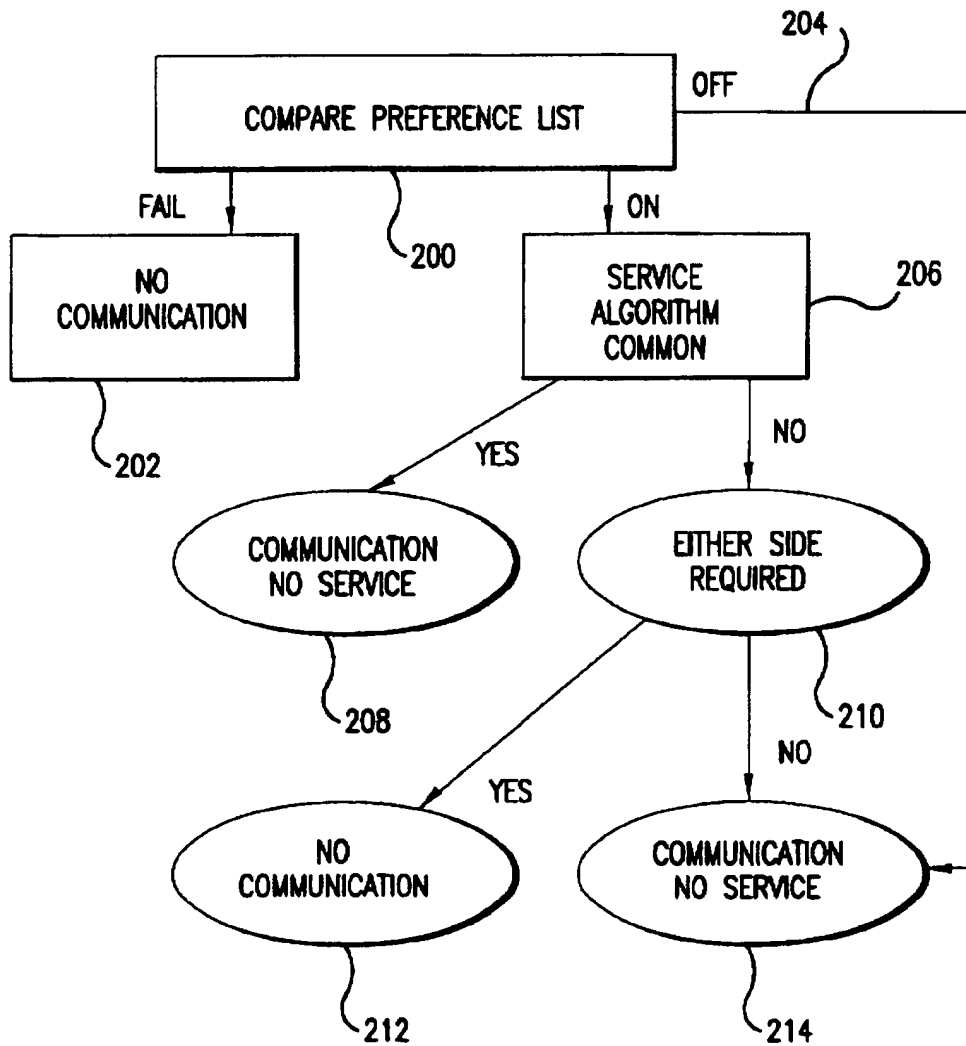 204
OFF
COMPARE PREFERENCE LIST
FAIL
ON
200
NO
COMMUNICATION
SERVICE
ALGORITHM
COMMON
206
202
YES
NO
COMMUNICATION
NO SERVICE
EITHER SIDE
REQUIRED
208
210
YES
NO
NO
COMMUNICATION
COMMUNICATION
NO SERVICE
212
214